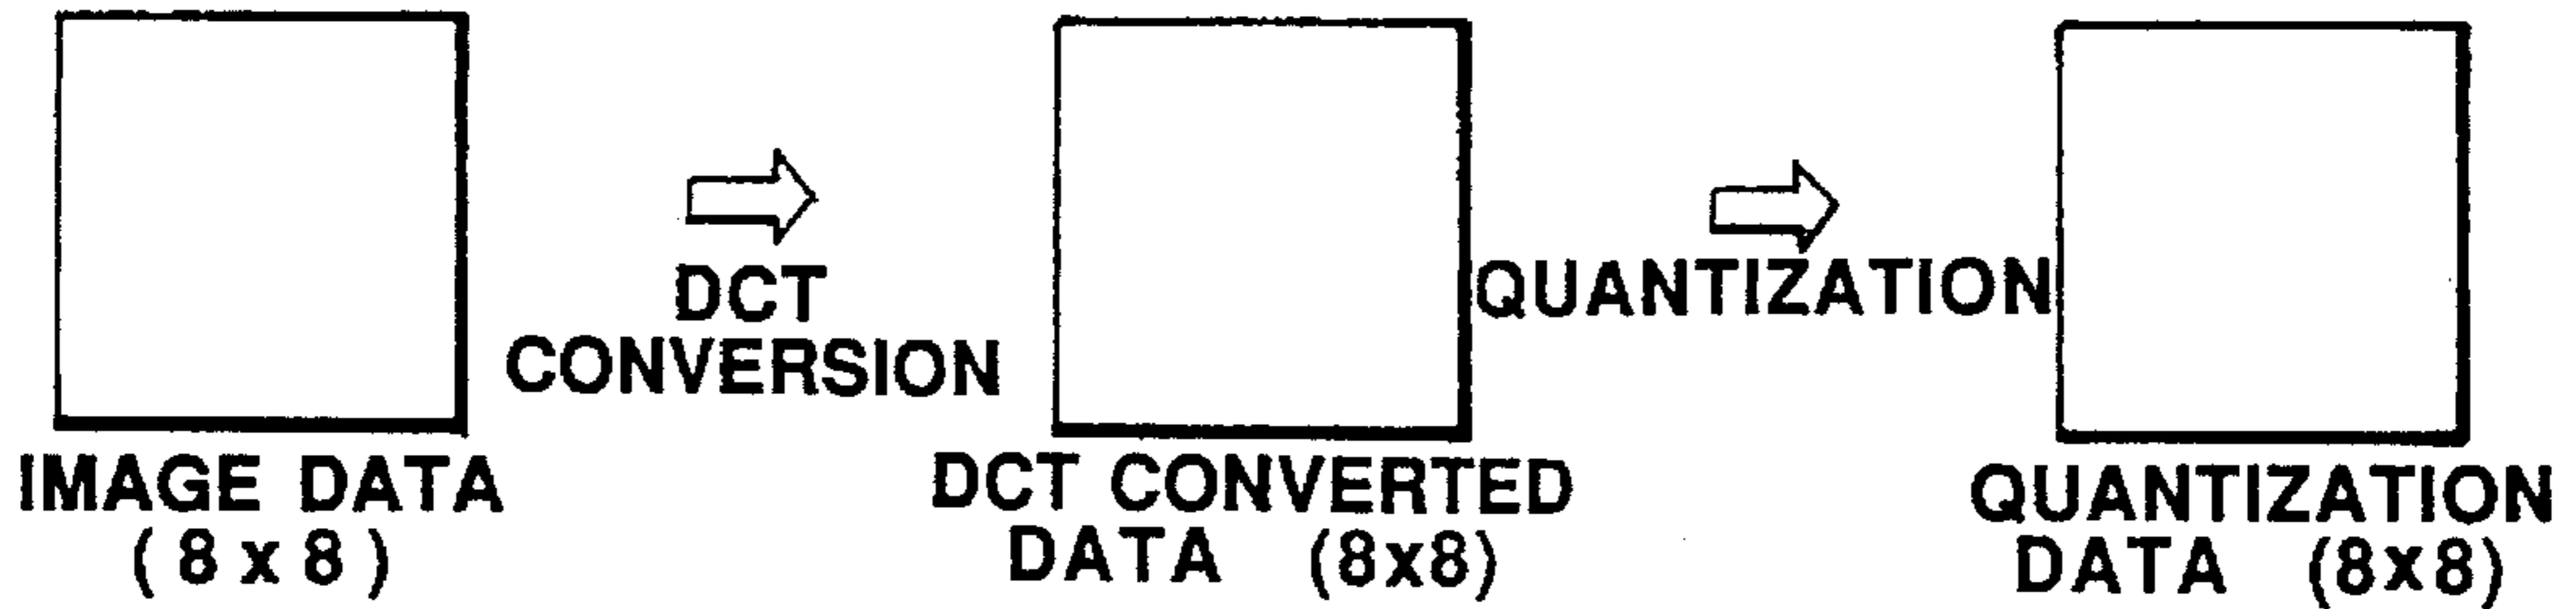 DCT
CONVERSION
QUANTIZATION
IMAGE DATA
( 8 x 8 )
DCT CONVERTED
DATA (8x8)
QUANTIZATION
DATA (8x8)